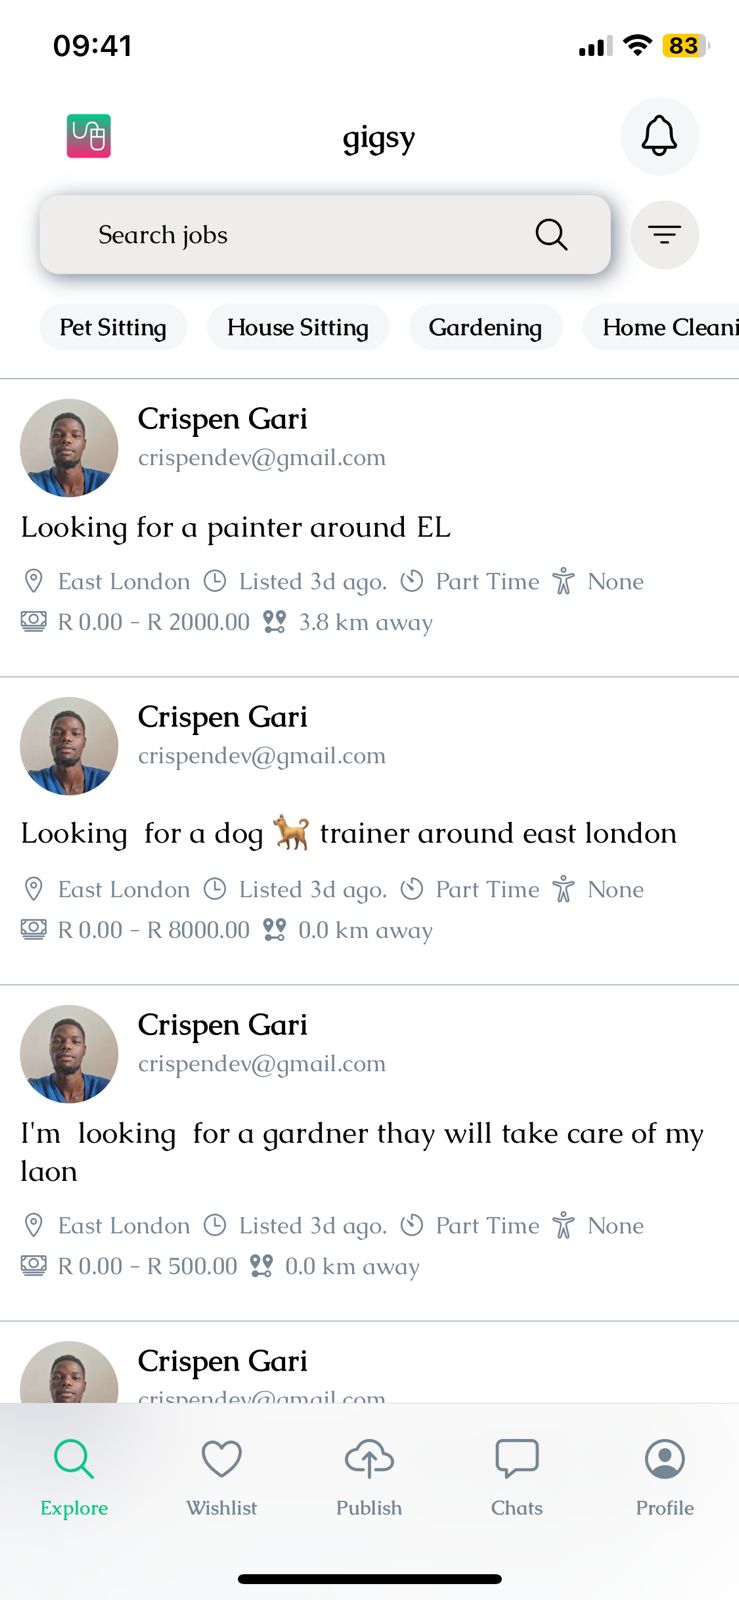 09:41
83
gigsy
Search jobs
Pet Sitting House Sitting Gardening Home Cleani
Crispen Gari
crispendev@gmail.com
Looking for a painter around EL
East London Listed 3d ago. Part Time None
R 0.00 - R 2000.00 3.8 km away
Crispen Gari
crispendev@gmail.com
Looking  for a dog 🐕 trainer around east london
East London Listed 3d ago. Part Time None
R 0.00 - R 8000.00 0.0 km away
Crispen Gari
crispendev@gmail.com
I'm  looking  for a gardner thay will take care of my
laon
East London Listed 3d ago. Part Time None
R 0.00 - R 500.00 0.0 km away
Crispen Gari
crispendev@gmail.com
Explore Wishlist Publish Chats Profile